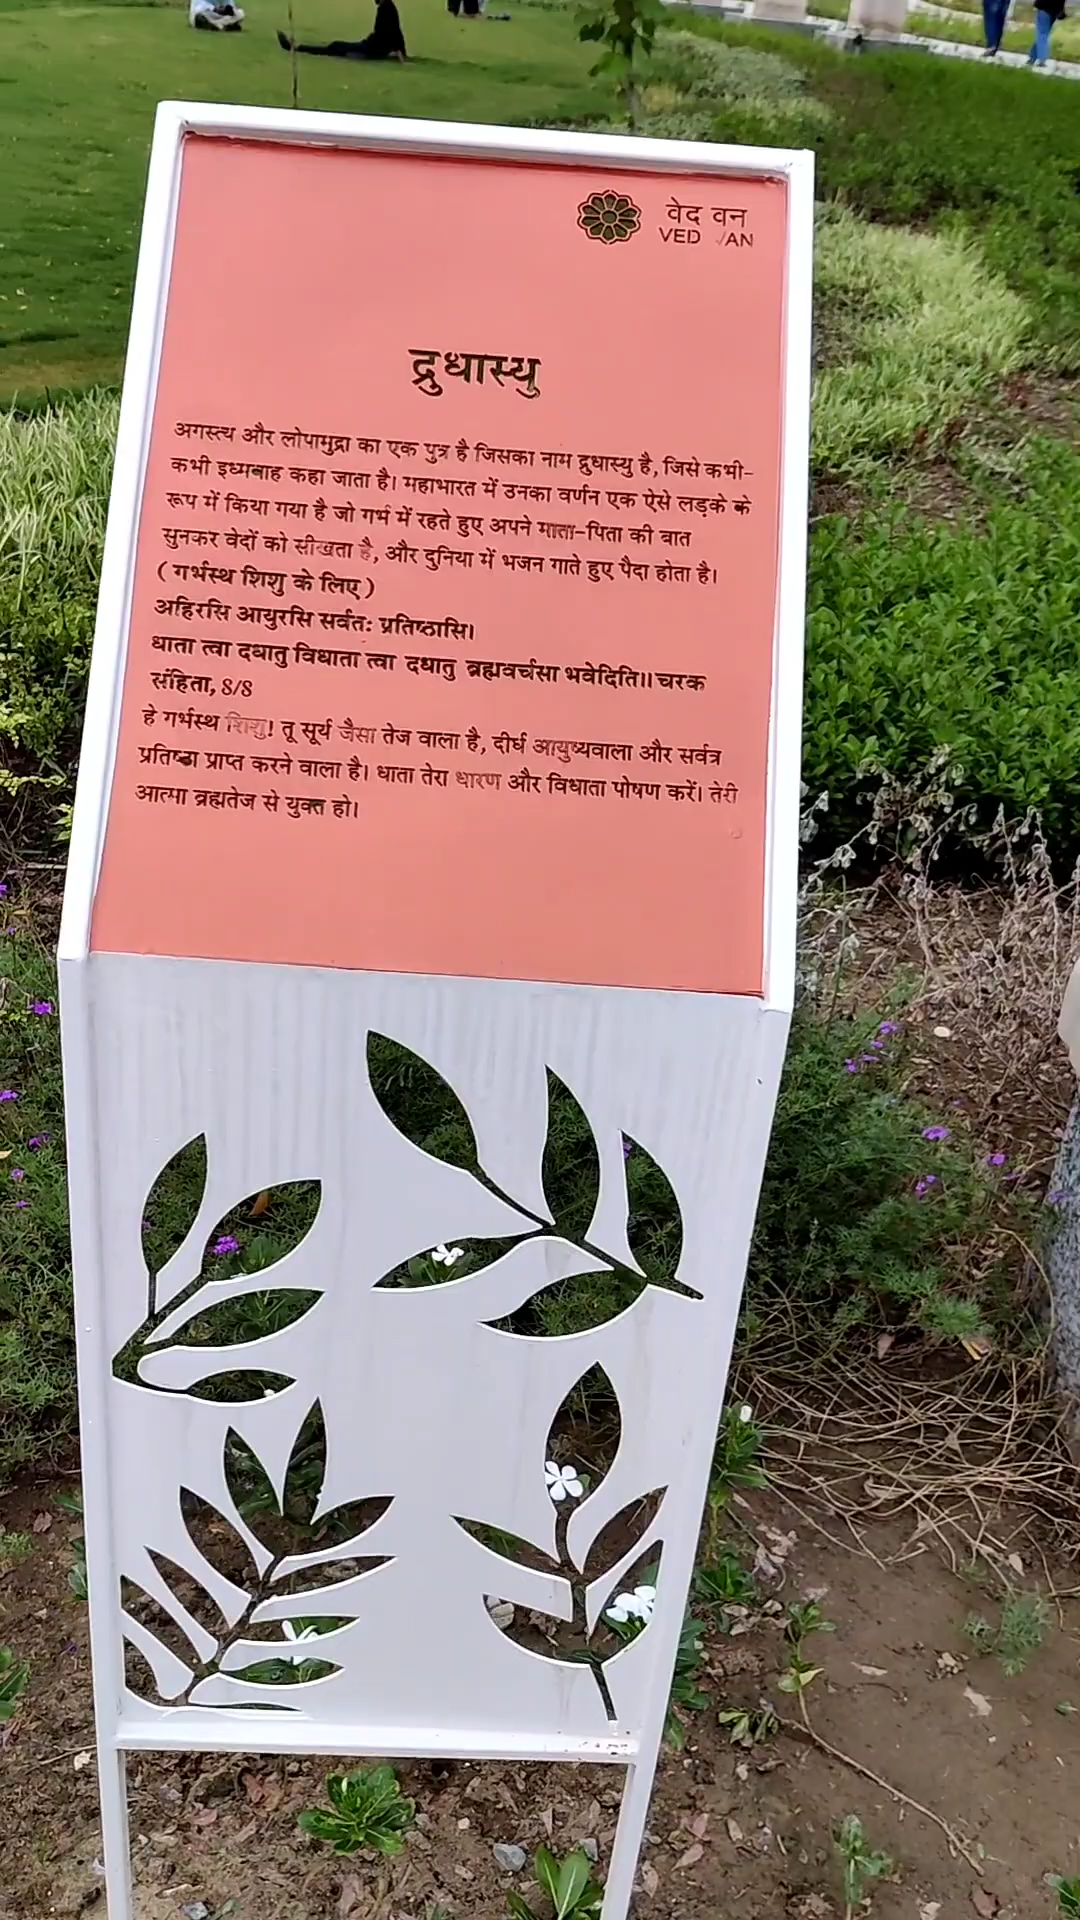 वेद वन
VED VAN
द्रुधास्यु
अगस्त्य और लोपामुद्रा का एक पुत्र है जिसका नाम द्रुधास्यु है, जिसे कभी-
कभी इध्मबाह कहा जाता है। महाभारत में उनका वर्णन एक ऐसे लड़के के
रूप में किया गया है जो गर्भ में रहते हुए अपने माता-पिता की बात
सुनकर वेदों को सीखता है, और दुनिया में भजन गाते हुए पैदा होता है।
( गर्भस्थ शिशु के लिए )
अहिरसि आयुरसि सर्वतः प्रतिष्ठासि।
धाता त्वा दधातु विधाता त्वा दधातु ब्रह्मवर्चसा भवेदिति॥ चरक
संहिता, 8/8
हे गर्भस्थ शिशु! तू सूर्य जैसा तेज वाला है, दीर्घ आयुष्यवाला और सर्वत्र
प्रतिष्ठा प्राप्त करने वाला है। धाता तेरा धारण और विधाता पोषण करें। तेरी
आत्मा ब्रह्मतेज से युक्त हो।